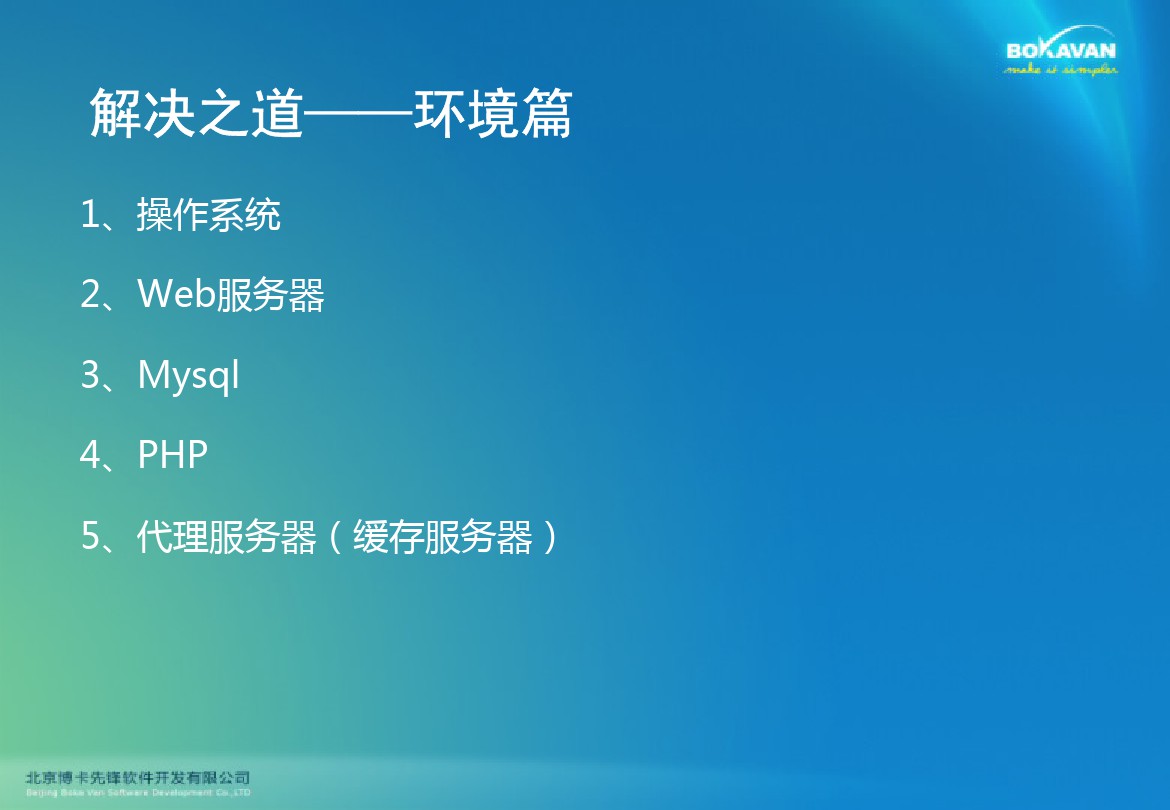 BOKAVAN
make it simpler
解决之道——环境篇
1、操作系统
2、Web服务器
3、Mysql
4、PHP
5、代理服务器（缓存服务器）
北京博卡先锋软件开发有限公司
Beijing Boka Van Software Development Co.,LTD